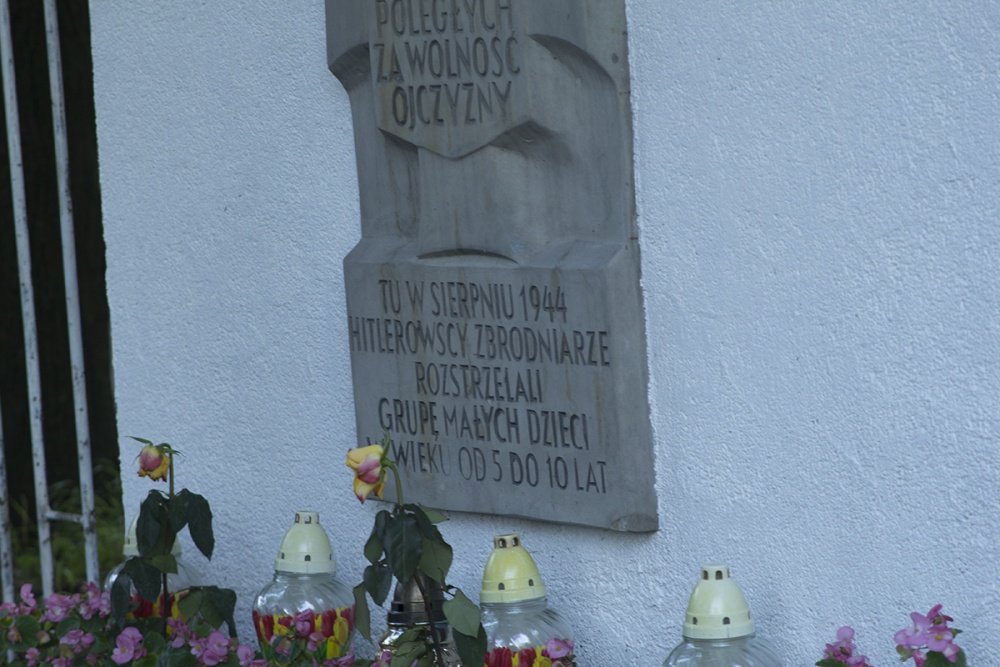 POLEGŁYCH
ZA WOLNOŚĆ
OJCZYZNY
TU W SIERPNIU 1944
HITLEROWSCY ZBRODNIARZE
ROZSTRZELALI
GRUPĘ MAŁYCH DZIECI
W WIEKU OD 5 DO 10 LAT